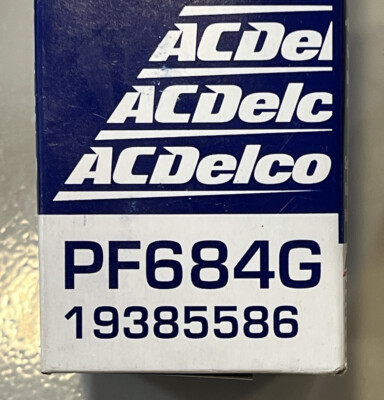 ACDel
ACDelc
ACDelco
PF684G
19385586